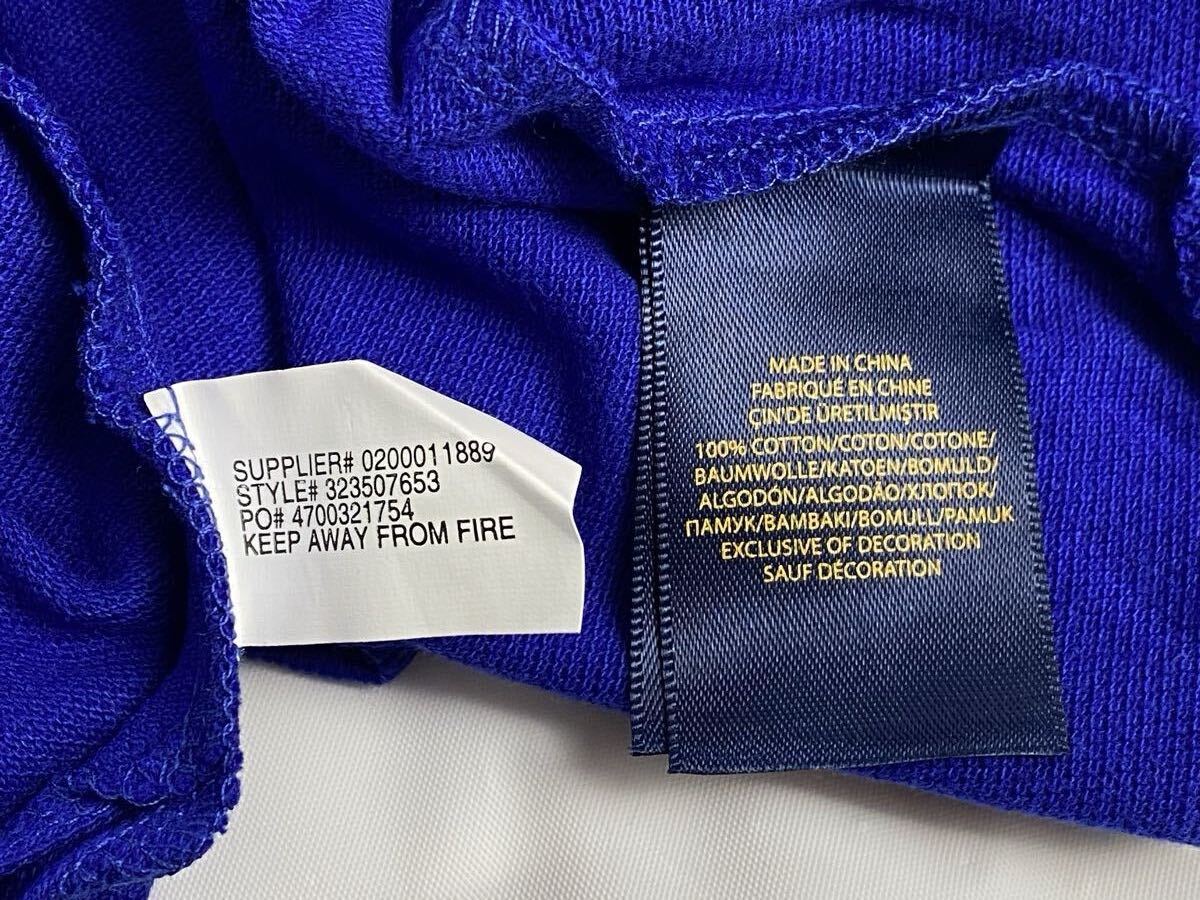 SUPPLIER# 0200011889
STYLE# 323507653
PO# 4700321754
KEEP AWAY FROM FIRE
MADE IN CHINA
FABRIQUÉ EN CHINE
ÇIN'DE ÜRETILMIŞTIR
100% COTTON/COTON/COTONE/
BAUMWOLLE/KATOEN/BOMULD/
ALGODÓN/ALGODÃO/ХЛОПОК/
ПАМУК/BAMBAKI/BOMULL/PAMUK
EXCLUSIVE OF DECORATION
SAUF DÉCORATION